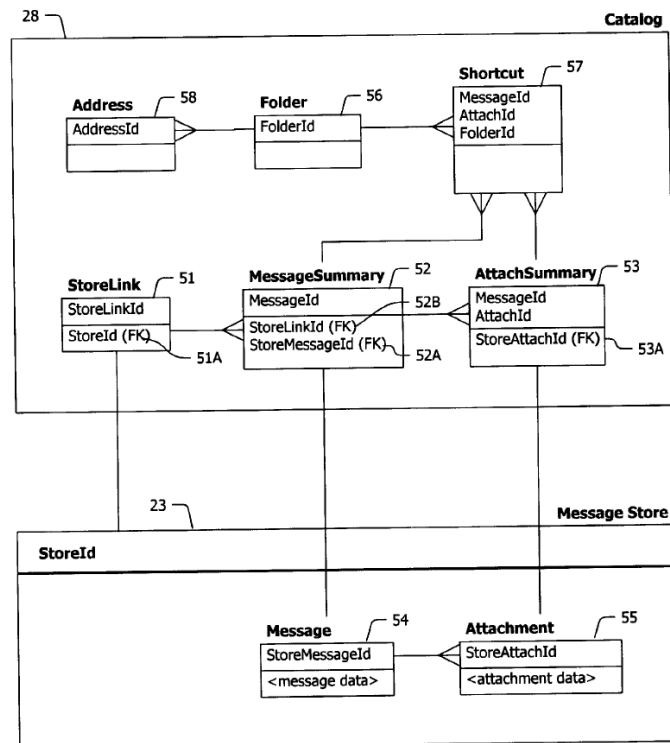 28
Catalog
Address
58
AddressId
Folder
56
FolderId
Shortcut
57
MessageId
AttachId
FolderId
StoreLink
51
StoreLinkId
StoreId (FK)
51A
MessageSummary
52
MessageId
StoreLinkId (FK)
StoreMessageId (FK)
52B
52A
AttachSummary
53
MessageId
AttachId
StoreAttachId (FK)
53A
23
Message Store
StoreId
Message
54
StoreMessageId
<message data>
Attachment
55
StoreAttachId
<attachment data>